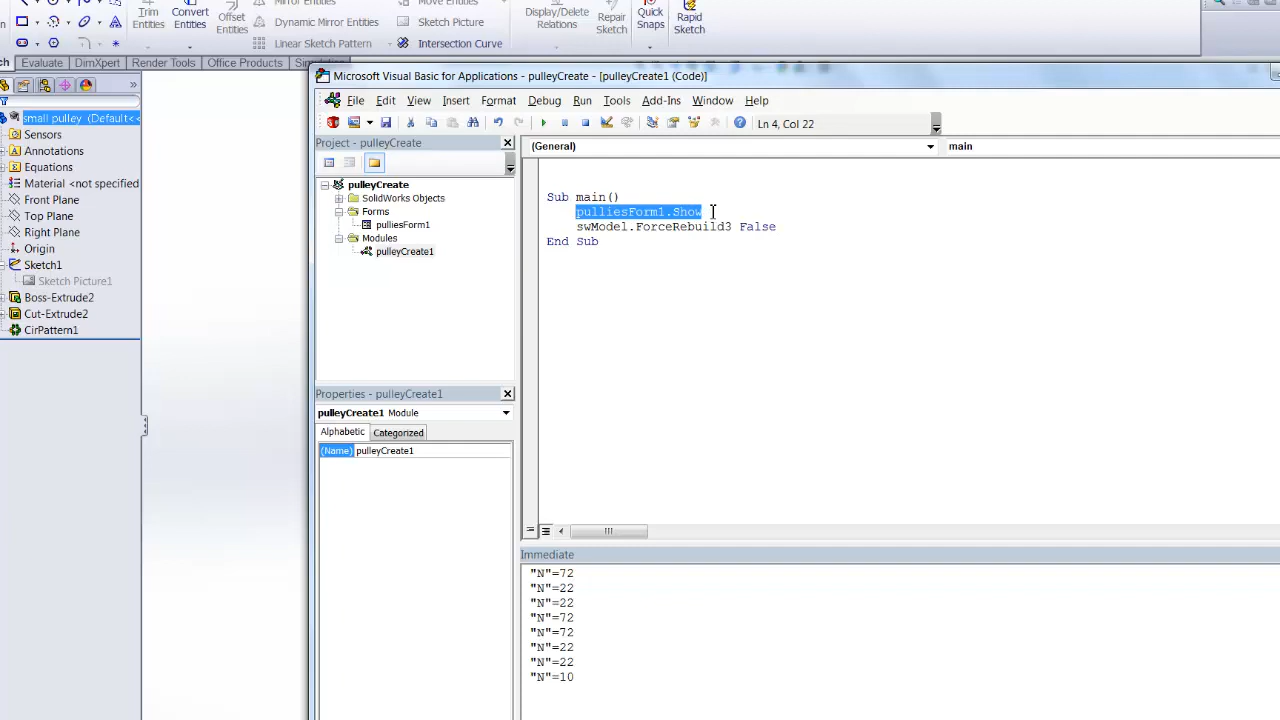 Mirror Entities
Move Entities
Trim Entities
Convert Entities
Offset Entities
Dynamic Mirror Entities
Sketch Picture
Display/Delete Relations
Repair Sketch
Quick Snaps
Rapid Sketch
Linear Sketch Pattern
Intersection Curve
Evaluate
DimXpert
Render Tools
Office Products
small pulley (Default<<
Sensors
Annotations
Equations
Material <not specified
Front Plane
Top Plane
Right Plane
Origin
Sketch1
Sketch Picture1
Boss-Extrude2
Cut-Extrude2
CirPattern1
Microsoft Visual Basic for Applications - pulleyCreate - [pulleyCreate1 (Code)]
File Edit View Insert Format Debug Run Tools Add-Ins Window Help
Ln 4, Col 22
Project - pulleyCreate
pulleyCreate
SolidWorks Objects
Forms
pulliesForm1
Modules
pulleyCreate1
Properties - pulleyCreate1
pulleyCreate1 Module
Alphabetic Categorized
(Name) pulleyCreate1
(General)
main
Sub main()
pulliesForm1.Show
swModel.ForceRebuild3 False
End Sub
Immediate
"N"=72
"N"=22
"N"=22
"N"=72
"N"=72
"N"=22
"N"=22
"N"=10